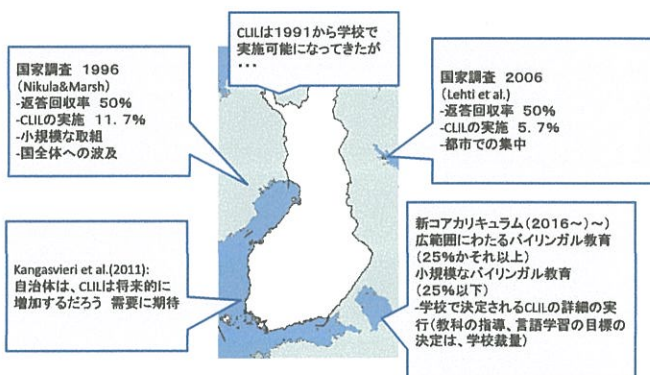 CLILは1991から学校で
実施可能になってきたが
・・・
国家調査 1996
(Nikula&Marsh)
-返答回収率 50%
-CLILの実施 11.7%
-小規模な取組
-国全体への波及
国家調査 2006
(Lehti et al.)
-返答回収率 50%
-CLILの実施 5.7%
-都市での集中
Kangasvieri et al.(2011):
自治体は、CLILは将来的に
増加するだろう 需要に期待
新コアカリキュラム(2016~)~)
広範囲にわたるバイリンガル教育
(25%かそれ以上)
小規模なバイリンガル教育
(25%以下)
-学校で決定されるCLILの詳細の実
行(教科の指導、言語学習の目標の
決定は、学校裁量)